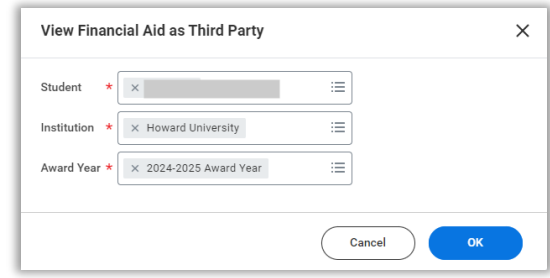 View Financial Aid as Third Party
Student *
Institution * Howard University
Award Year * 2024-2025 Award Year
Cancel OK